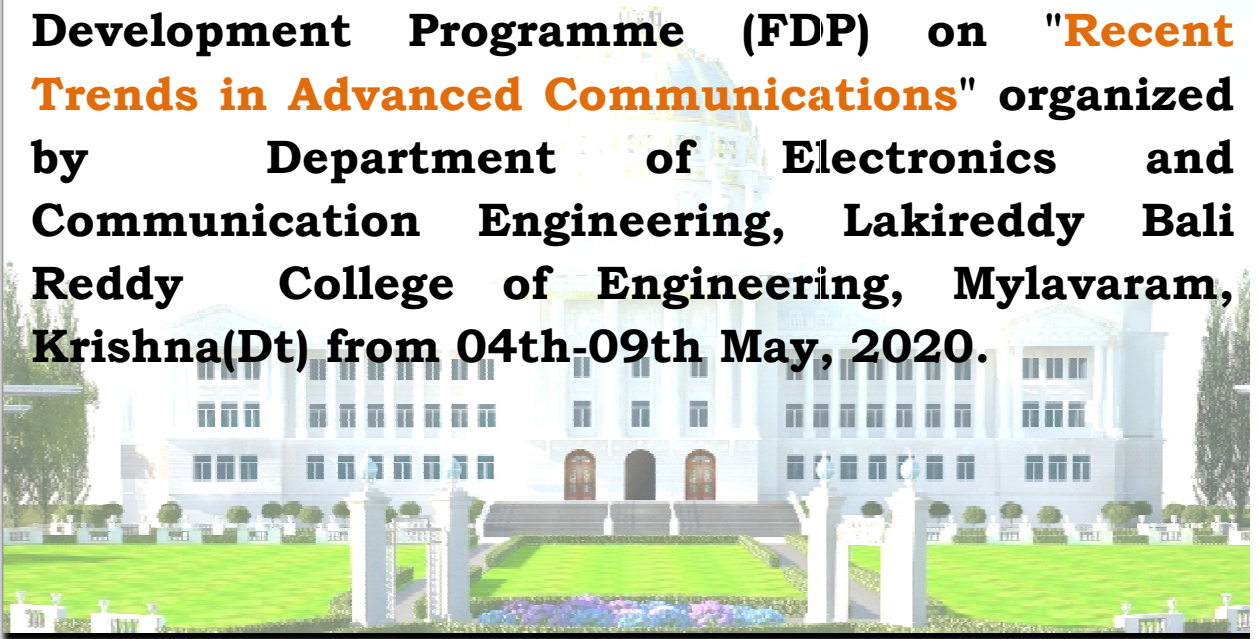 Development Programme (FDP) on "Recent
Trends in Advanced Communications" organized
by Department of Electronics and
Communication Engineering, Lakireddy Bali
Reddy College of Engineering, Mylavaram,
Krishna(Dt) from 04th-09th May, 2020.